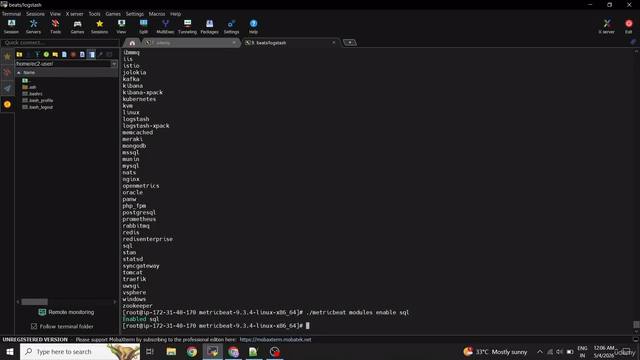 beats/logstash
Terminal Sessions View X server Tools Games Settings Macros Help
Session Servers Tools Games Sessions View Split MultiExec Tunneling Packages Settings Help X server Exit
Quick connect...
9. beats/logstash
/home/ec2-user/
Name
..
.ssh
.bashrc
.bash_profile
.bash_logout
ibmmq
iis
istio
jolokia
kafka
kibana
kibana-xpack
kubernetes
kvm
linux
logstash
logstash-xpack
memcached
meraki
mongodb
mssql
munin
mysql
nats
nginx
openmetrics
oracle
panw
php_fpm
postgresql
prometheus
rabbitmq
redis
redisenterprise
sql
stan
statsd
syncgateway
tomcat
traefik
uwsgi
vsphere
windows
zookeeper
[root@ip-172-31-40-170 metricbeat-9.3.4-linux-x86_64]# ./metricbeat modules enable sql
Enabled sql
[root@ip-172-31-40-170 metricbeat-9.3.4-linux-x86_64]#
Remote monitoring
Follow terminal folder
UNREGISTERED VERSION - Please support MobaXterm by subscribing to the professional edition here: https://mobaxterm.mobatek.net
Type here to search
33°C Mostly sunny
ENG
IN
12:06 AM
5/4/2026
Udemy